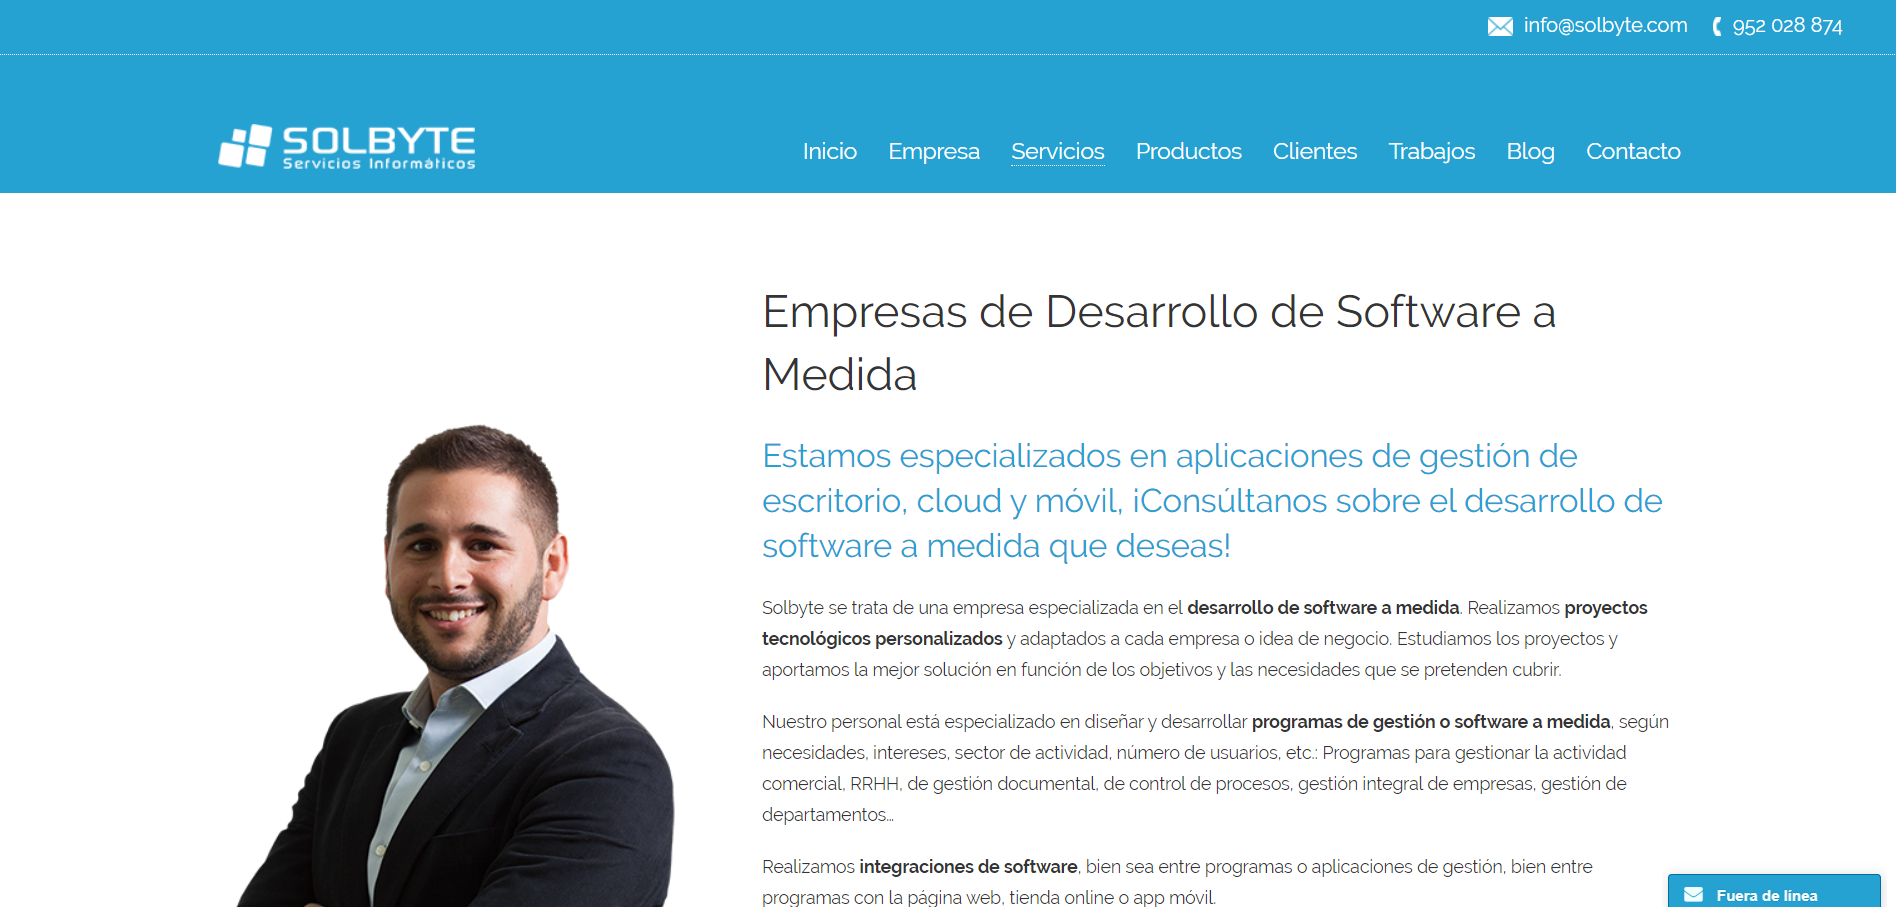 info@solbyte.com 952 028 874
SOLBYTE
Servicios Informáticos
Inicio Empresa Servicios Productos Clientes Trabajos Blog Contacto
Empresas de Desarrollo de Software a
Medida
Estamos especializados en aplicaciones de gestión de
escritorio, cloud y móvil, ¡Consúltanos sobre el desarrollo de
software a medida que deseas!
Solbyte se trata de una empresa especializada en el desarrollo de software a medida. Realizamos proyectos
tecnológicos personalizados y adaptados a cada empresa o idea de negocio. Estudiamos los proyectos y
aportamos la mejor solución en función de los objetivos y las necesidades que se pretenden cubrir.
Nuestro personal está especializado en diseñar y desarrollar programas de gestión o software a medida, según
necesidades, intereses, sector de actividad, número de usuarios, etc.: Programas para gestionar la actividad
comercial, RRHH, de gestión documental, de control de procesos, gestión integral de empresas, gestión de
departamentos…
Realizamos integraciones de software, bien sea entre programas o aplicaciones de gestión, bien entre
programas con la página web, tienda online o app móvil.
Fuera de línea